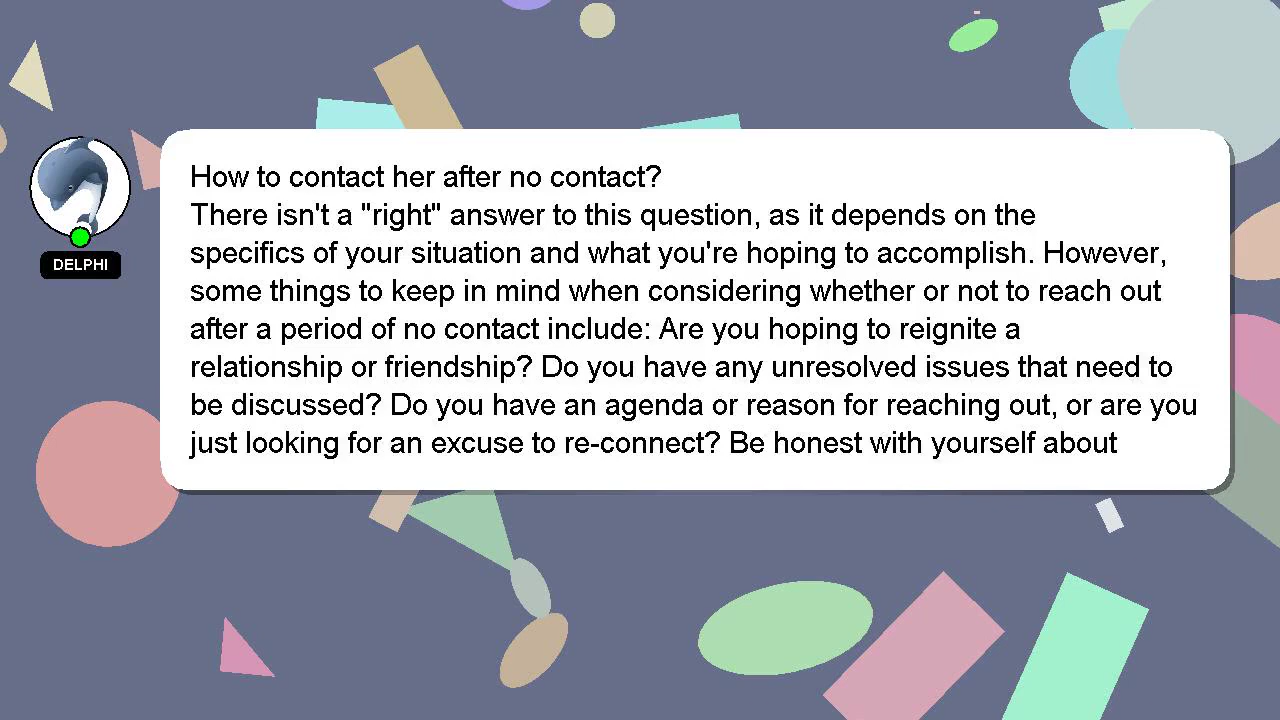 How to contact her after no contact?
There isn't a "right" answer to this question, as it depends on the
specifics of your situation and what you're hoping to accomplish. However,
some things to keep in mind when considering whether or not to reach out
after a period of no contact include: Are you hoping to reignite a
relationship or friendship? Do you have any unresolved issues that need to
be discussed? Do you have an agenda or reason for reaching out, or are you
just looking for an excuse to re-connect? Be honest with yourself about
DELPHI